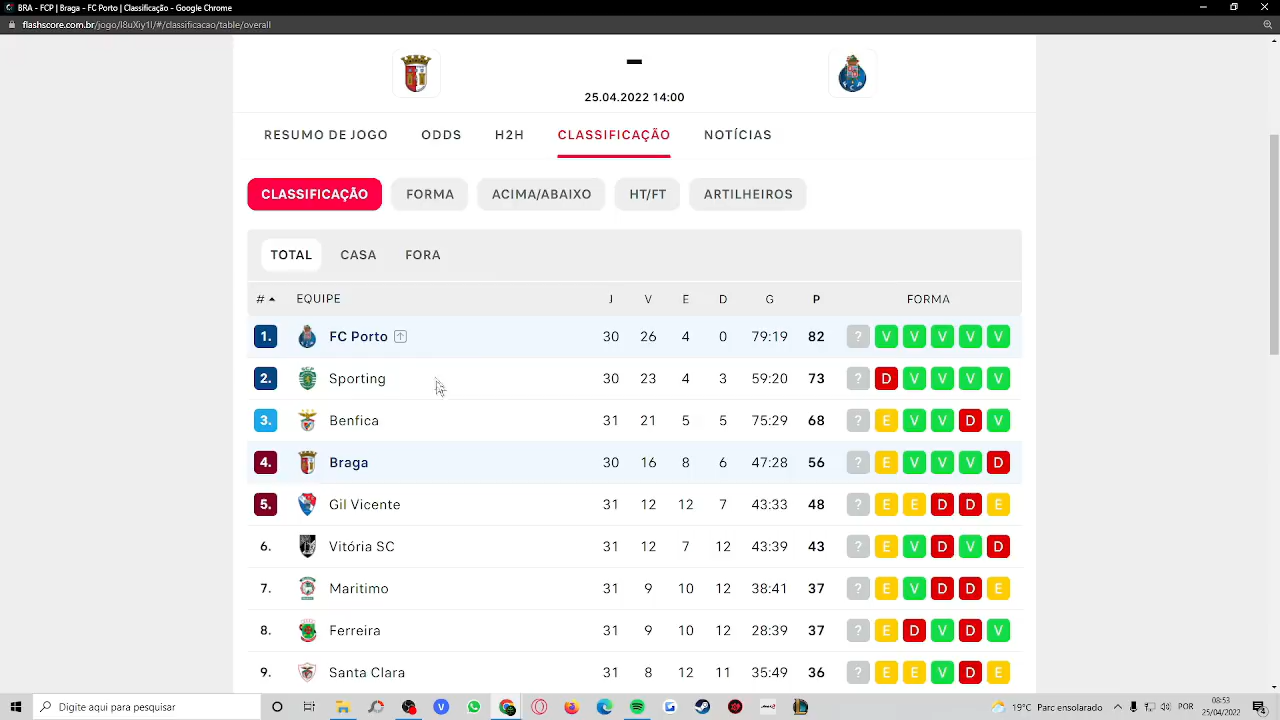 BRA - FCP | Braga - FC Porto | Classificação - Google Chrome
flashscore.com.br/jogo/I8uXiy1I/#/classificacao/table/overall
-
25.04.2022 14:00
RESUMO DE JOGO ODDS H2H CLASSIFICAÇÃO NOTÍCIAS
CLASSIFICAÇÃO FORMA ACIMA/ABAIXO HT/FT ARTILHEIROS
TOTAL CASA FORA
# EQUIPE J V E D G P FORMA
1. FC Porto 30 26 4 0 79:19 82 ? V V V V V
2. Sporting 30 23 4 3 59:20 73 ? D V V V V
3. Benfica 31 21 5 5 75:29 68 ? E V V D V
4. Braga 30 16 8 6 47:28 56 ? E V V V D
5. Gil Vicente 31 12 12 7 43:33 48 ? E E D D E
6. Vitória SC 31 12 7 12 43:39 43 ? E V D V D
7. Maritimo 31 9 10 12 38:41 37 ? E V D D E
8. Ferreira 31 9 10 12 28:39 37 ? E D V D V
9. Santa Clara 31 8 12 11 35:49 36 ? E E V D E
Digite aqui para pesquisar 19°C Parc ensolarado POR 08:53
25/04/2022